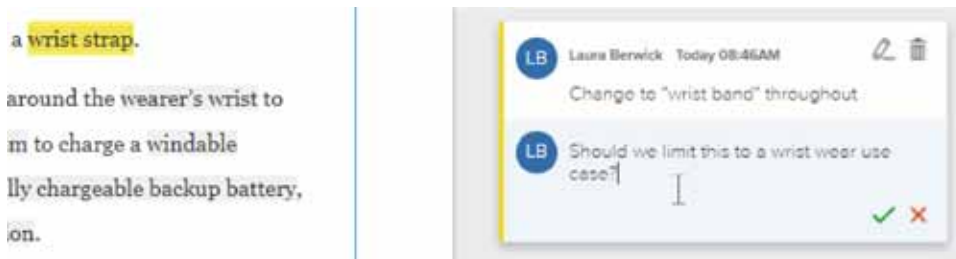 a wrist strap.
around the wearer's wrist to
m to charge a windable
lly chargeable backup battery,
ion.
LB
Laura Berwick Today 08:46AM
Change to "wrist band" throughout
LB
Should we limit this to a wrist wear use
case?